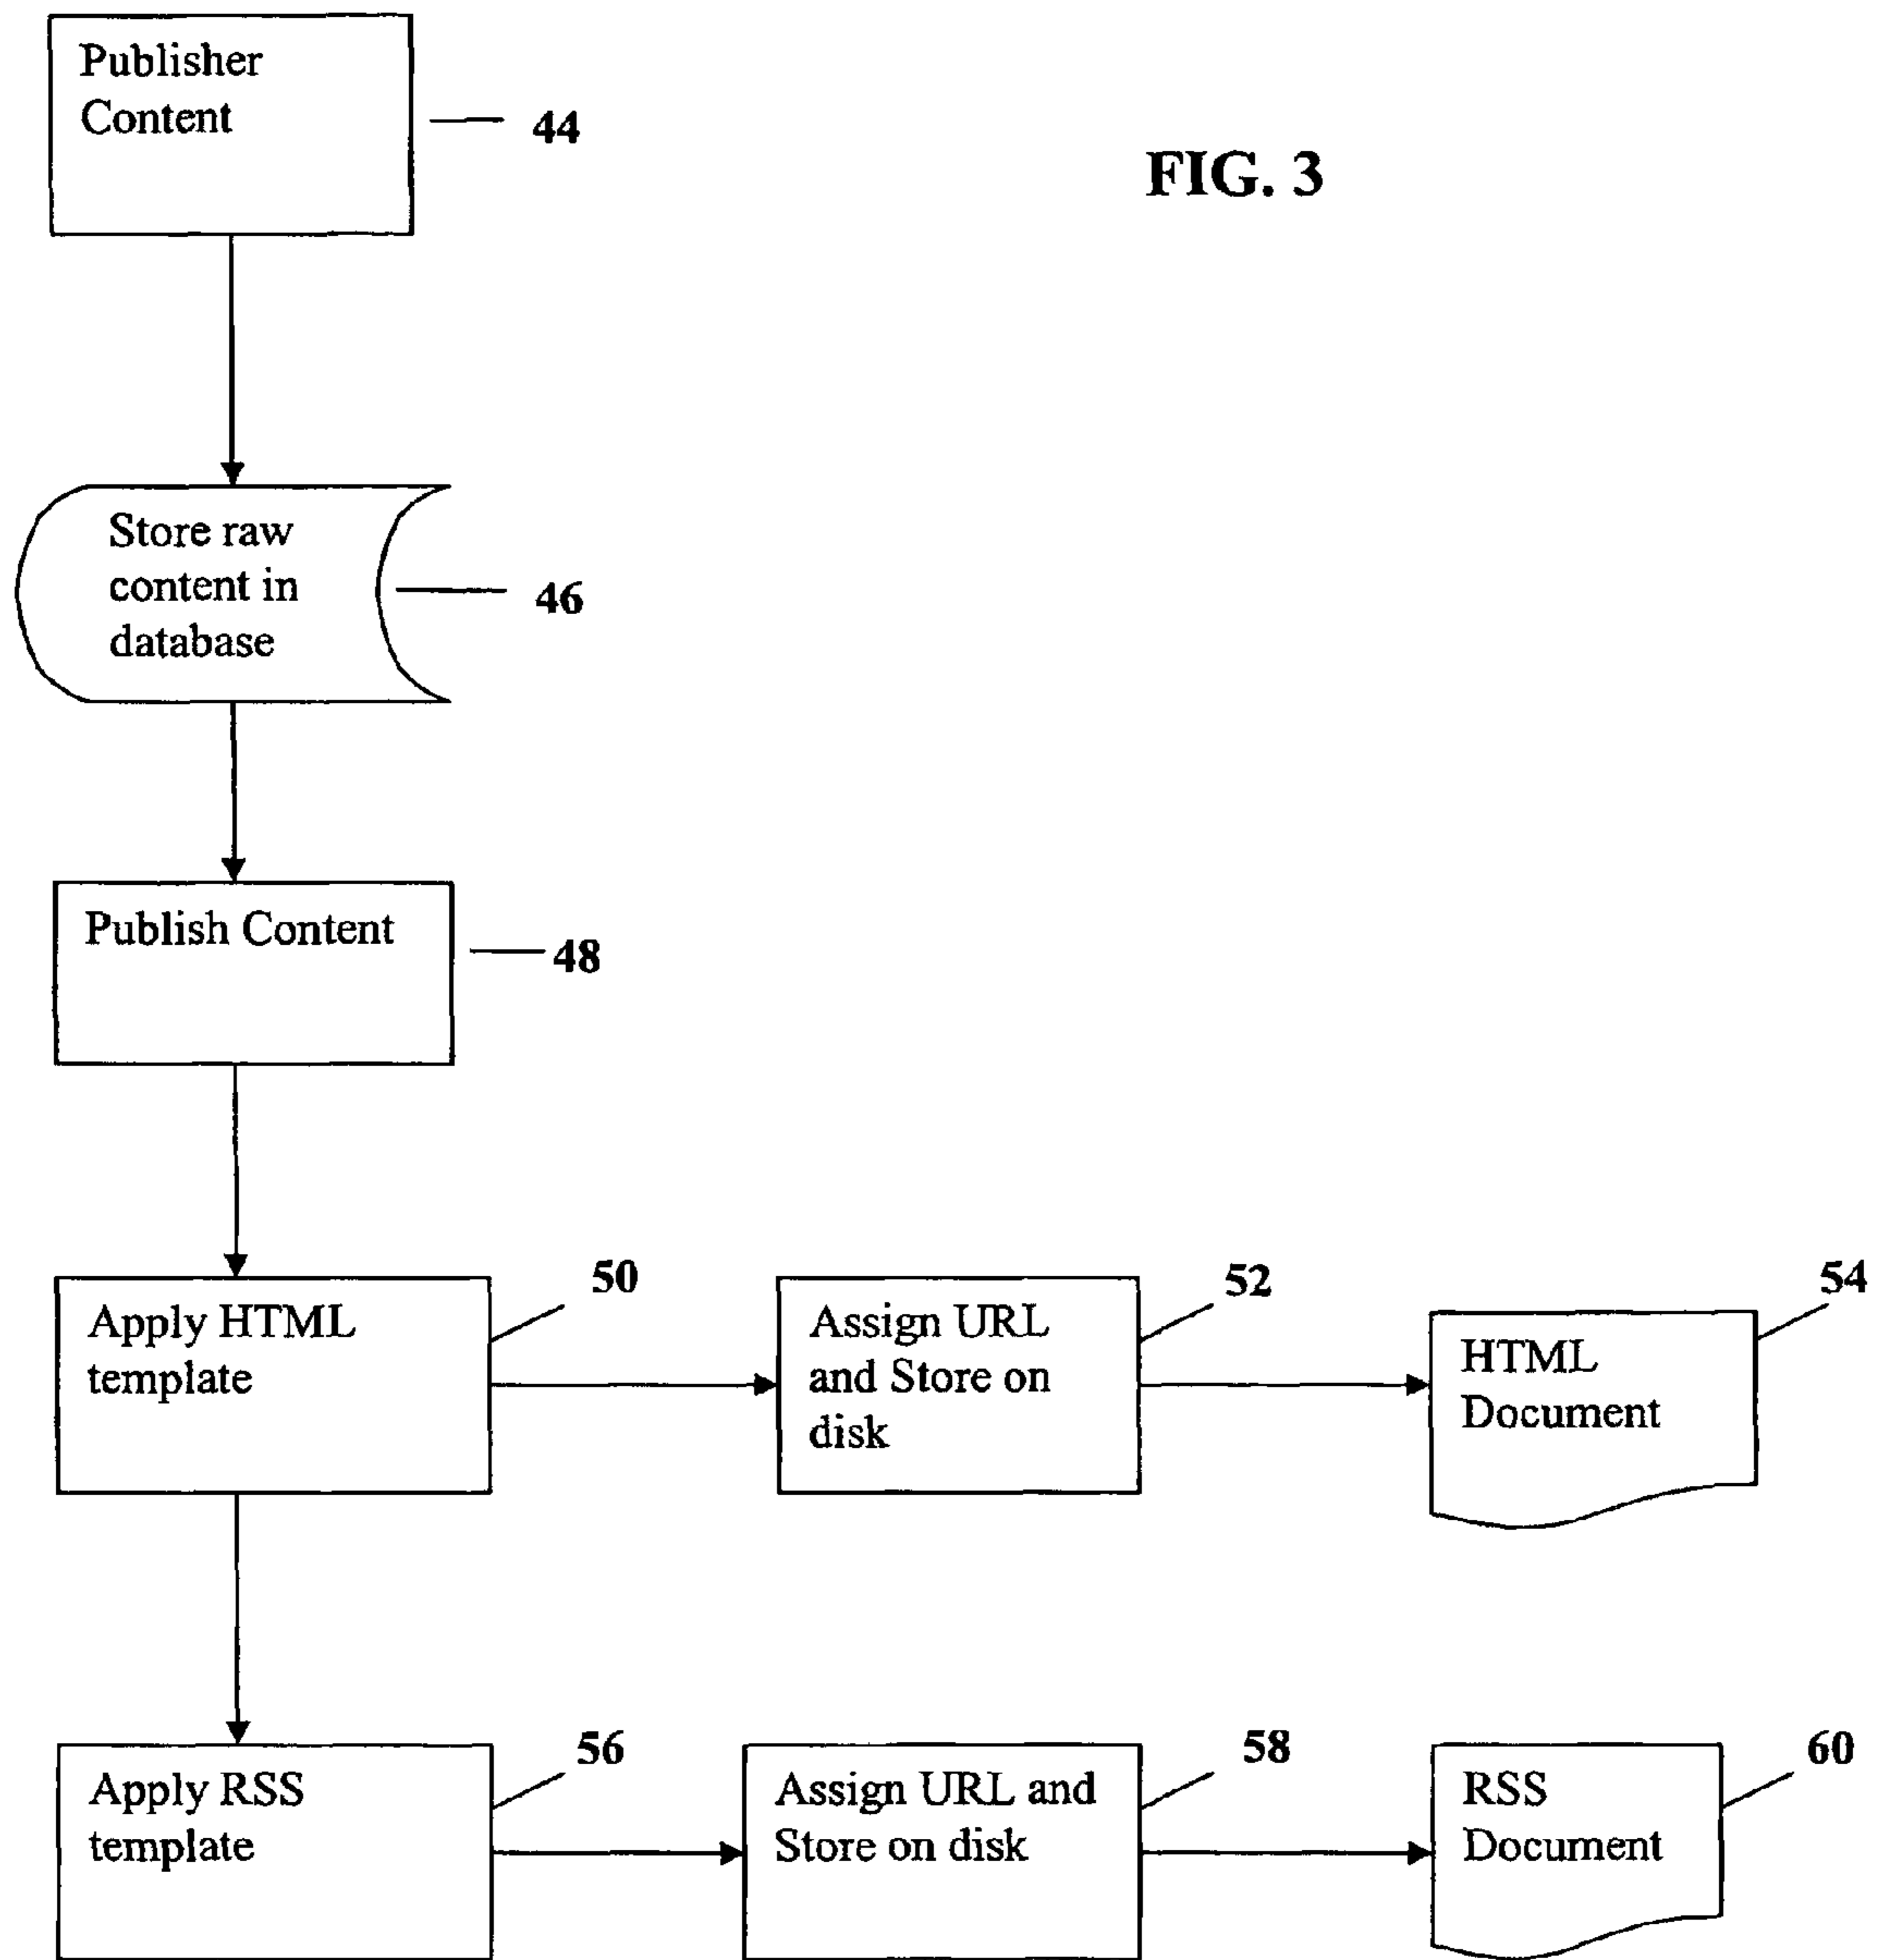 Publisher
Content
44
FIG. 3
Store raw
content in
database
46
Publish Content
48
Apply HTML
template
50
Assign URL
and Store on
disk
52
HTML
Document
54
Apply RSS
template
56
Assign URL and
Store on disk
58
RSS
Document
60